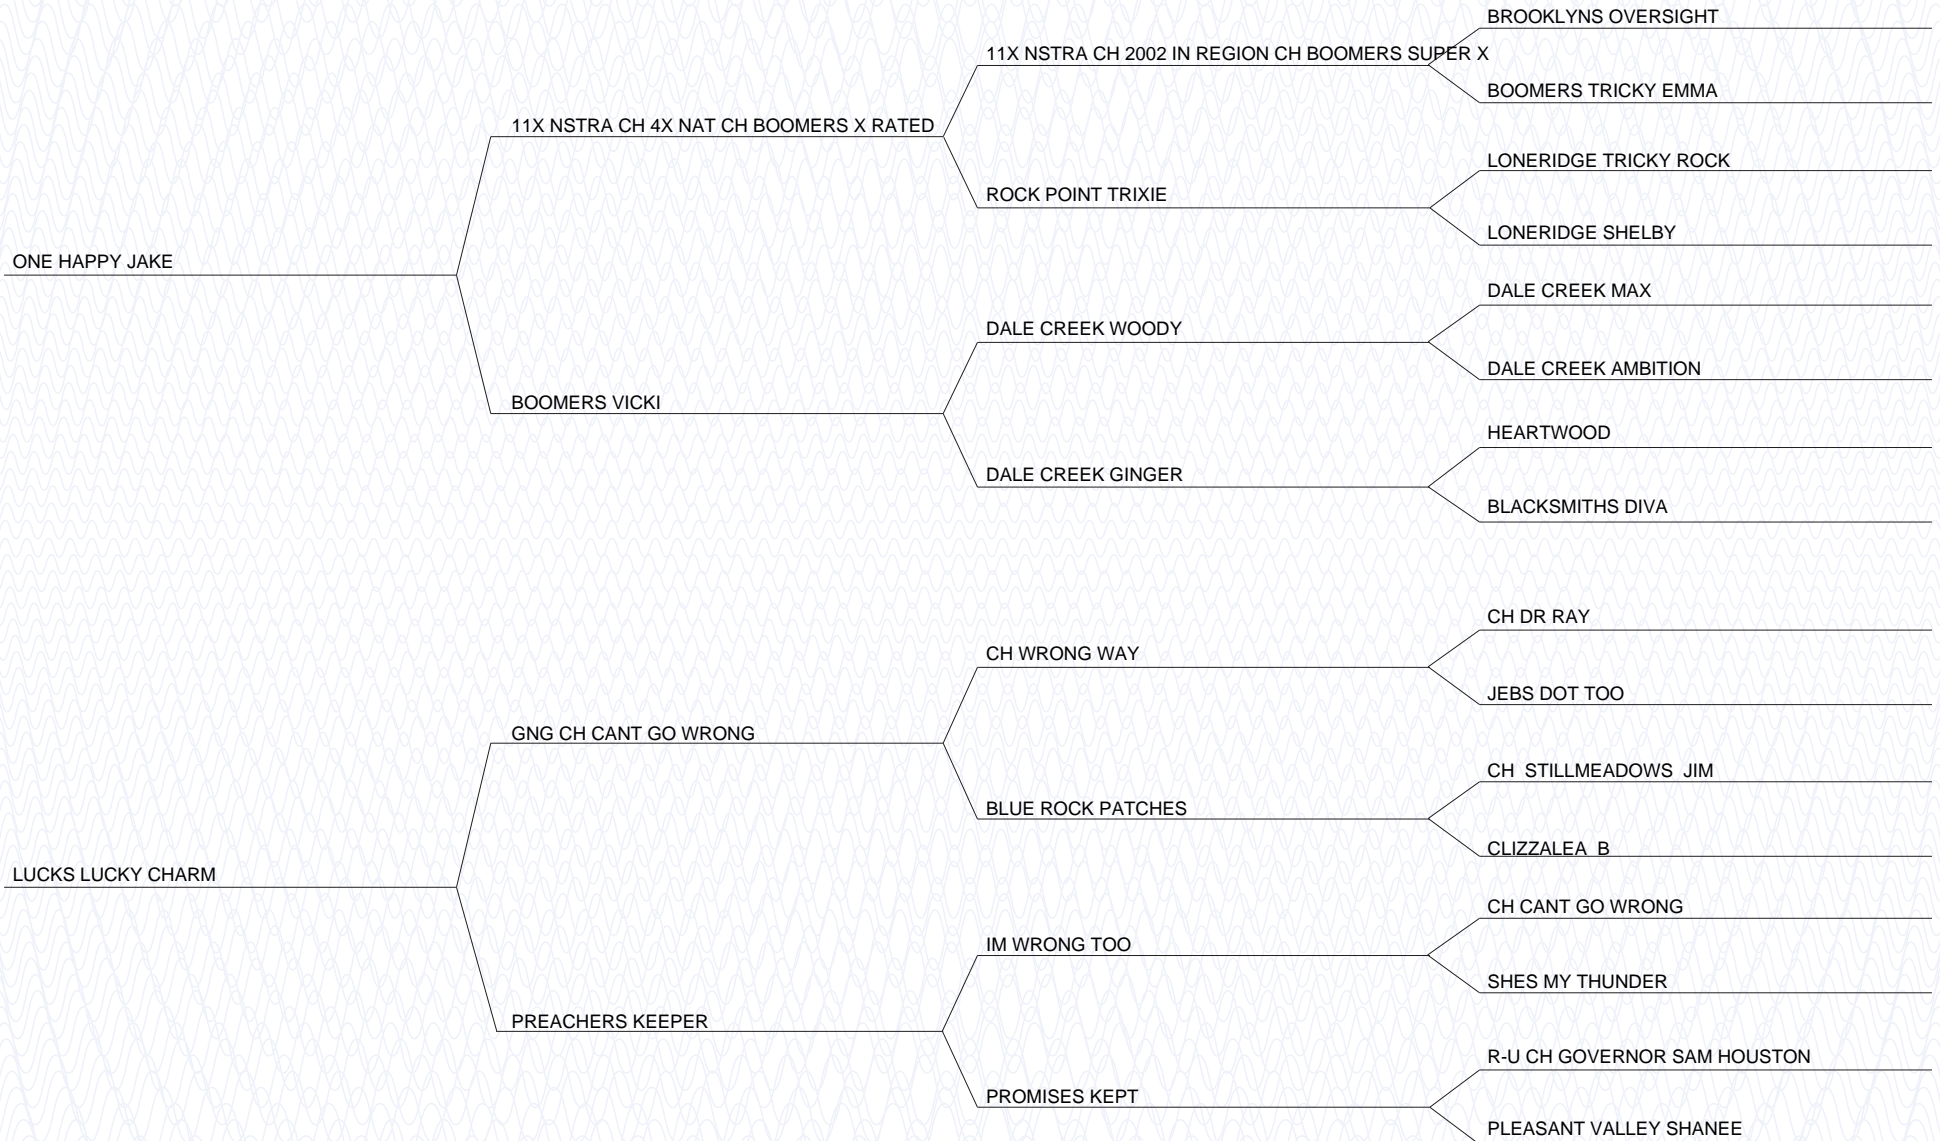 BROOKLYNS OVERSIGHT
11X NSTRA CH 2002 IN REGION CH BOOMERS SUPER X
BOOMERS TRICKY EMMA
11X NSTRA CH 4X NAT CH BOOMERS X RATED
LONERIDGE TRICKY ROCK
ROCK POINT TRIXIE
LONERIDGE SHELBY
ONE HAPPY JAKE
DALE CREEK MAX
DALE CREEK WOODY
DALE CREEK AMBITION
BOOMERS VICKI
HEARTWOOD
DALE CREEK GINGER
BLACKSMITHS DIVA
CH DR RAY
CH WRONG WAY
JEBS DOT TOO
GNG CH CANT GO WRONG
CH  STILLMEADOWS  JIM
BLUE ROCK PATCHES
CLIZZALEA  B
LUCKS LUCKY CHARM
CH CANT GO WRONG
IM WRONG TOO
SHES MY THUNDER
PREACHERS KEEPER
R-U CH GOVERNOR SAM HOUSTON
PROMISES KEPT
PLEASANT VALLEY SHANEE